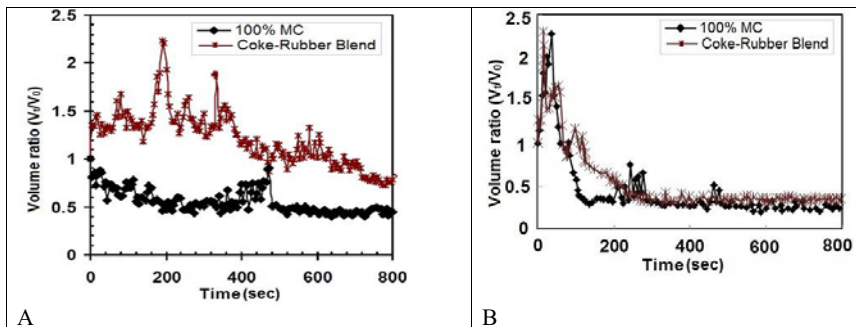 2.5
2
1.5
1
0.5
0
Volume ratio (Vt/V0)
100% MC
Coke-Rubber Blend
0 200 400 600 800
Time (sec)
A
2.5
2
1.5
1
0.5
0
Volume ratio (Vt/V0)
100% MC
Coke-Rubber Blend
0 200 400 600 800
Time (sec)
B